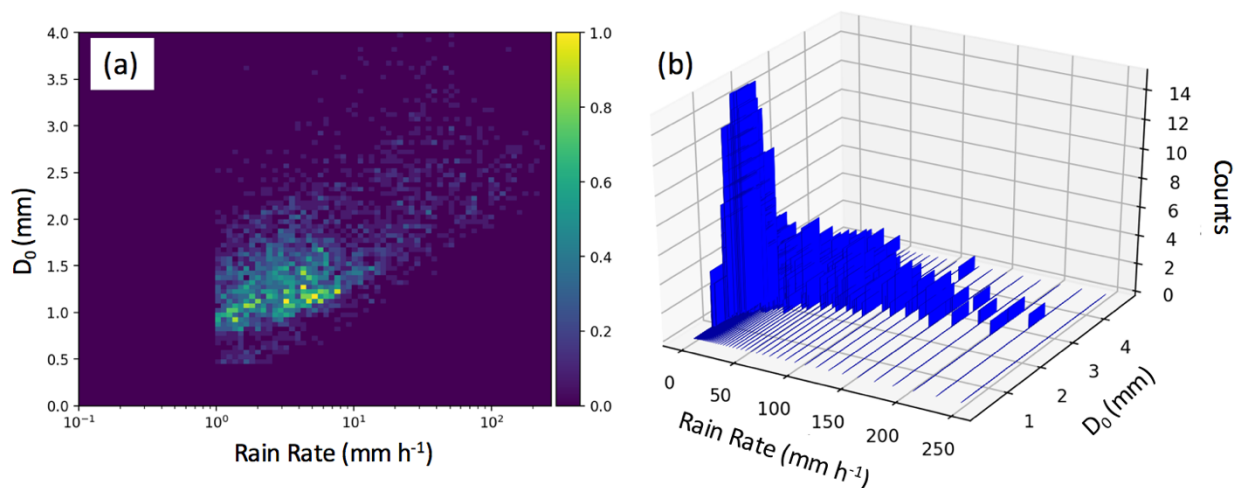 (a)
4.0
3.5
3.0
2.5
2.0
1.5
1.0
0.5
0.0
D₀ (mm)
10⁻¹ 10⁰ 10¹ 10²
Rain Rate (mm h⁻¹)
1.0
0.8
0.6
0.4
0.2
0.0
(b)
14
12
10
8
6
4
2
0
Counts
0 50 100 150 200 250
Rain Rate (mm h⁻¹)
1 2 3 4
D₀ (mm)